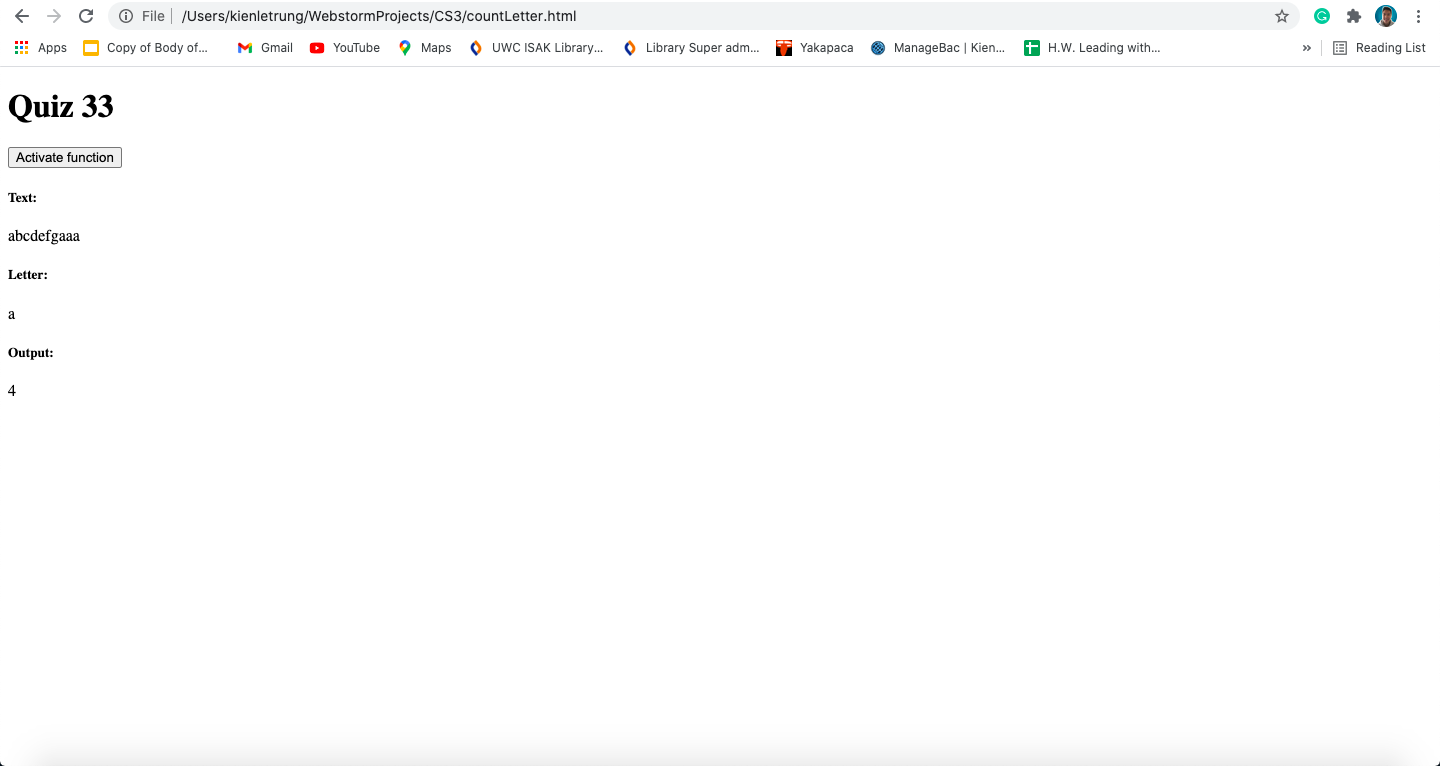 File | /Users/kienletrung/WebstormProjects/CS3/countLetter.html
Apps Copy of Body of... Gmail YouTube Maps UWC ISAK Library... Library Super adm... Yakapaca ManageBac | Kien... H.W. Leading with... » Reading List
Quiz 33
Activate function
Text:
abcdefgaaa
Letter:
a
Output:
4